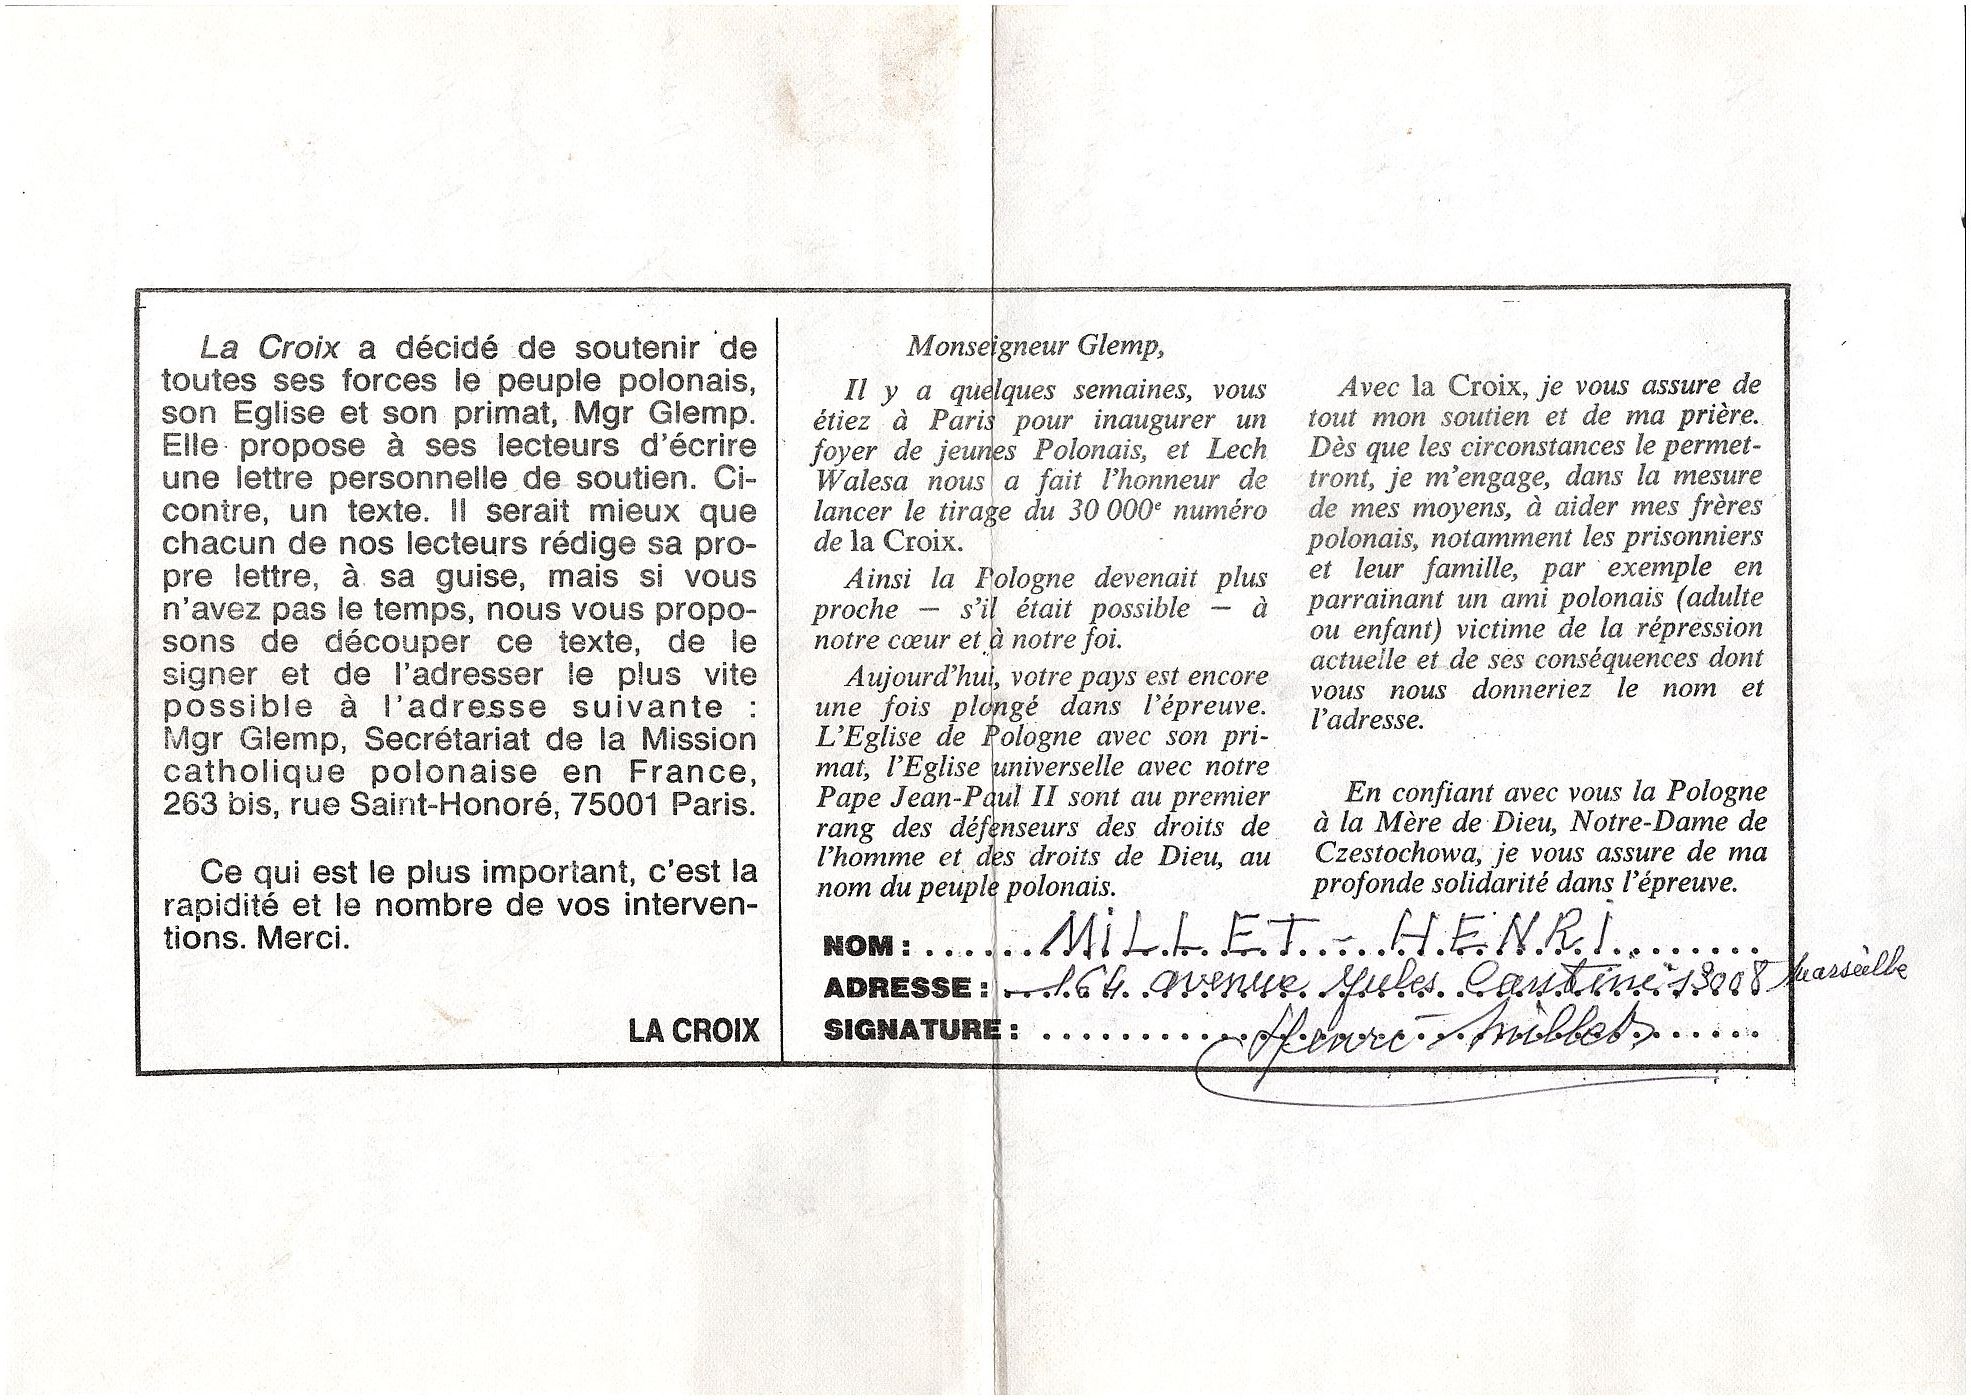 La Croix a décidé de soutenir de
toutes ses forces le peuple polonais,
son Eglise et son primat, Mgr Glemp.
Elle propose à ses lecteurs d'écrire
une lettre personnelle de soutien. Ci-
contre, un texte. Il serait mieux que
chacun de nos lecteurs rédige sa pro-
pre lettre, à sa guise, mais si vous
n'avez pas le temps, nous vous propo-
sons de découper ce texte, de le
signer et de l'adresser le plus vite
possible à l'adresse suivante :
Mgr Glemp, Secrétariat de la Mission
catholique polonaise en France,
263 bis, rue Saint-Honoré, 75001 Paris.
Ce qui est le plus important, c'est la
rapidité et le nombre de vos interven-
tions. Merci.
LA CROIX
Monseigneur Glemp,
Il y a quelques semaines, vous
étiez à Paris pour inaugurer un
foyer de jeunes Polonais, et Lech
Walesa nous a fait l'honneur de
lancer le tirage du 30 000e numéro
de la Croix.
Ainsi la Pologne devenait plus
proche — s'il était possible — à
notre cœur et à notre foi.
Aujourd'hui, votre pays est encore
une fois plongé dans l'épreuve.
L'Eglise de Pologne avec son pri-
mat, l'Eglise universelle avec notre
Pape Jean-Paul II sont au premier
rang des défenseurs des droits de
l'homme et des droits de Dieu, au
nom du peuple polonais.
Avec la Croix, je vous assure de
tout mon soutien et de ma prière.
Dès que les circonstances le permet-
tront, je m'engage, dans la mesure
de mes moyens, à aider mes frères
polonais, notamment les prisonniers
et leur famille, par exemple en
parrainant un ami polonais (adulte
ou enfant) victime de la répression
actuelle et de ses conséquences dont
vous nous donneriez le nom et
l'adresse.
En confiant avec vous la Pologne
à la Mère de Dieu, Notre-Dame de
Czestochowa, je vous assure de ma
profonde solidarité dans l'épreuve.
NOM : MILLET - HENRI
ADRESSE : 164 avenue Jules Cantini 13008 Marseille
SIGNATURE : Henri Millet